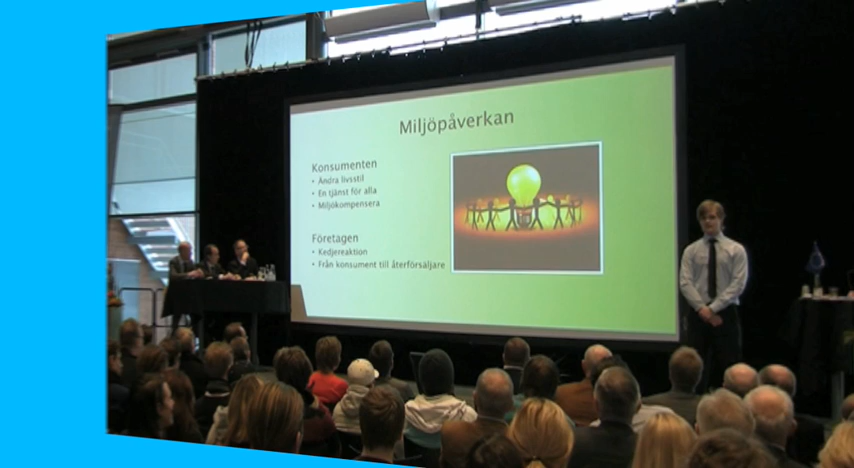 Miljöpåverkan
Konsumenten
• Ändra livsstil
• En tjänst för alla
• Miljökompensera
Företagen
• Kedjereaktion
• Från konsument till återförsäljare